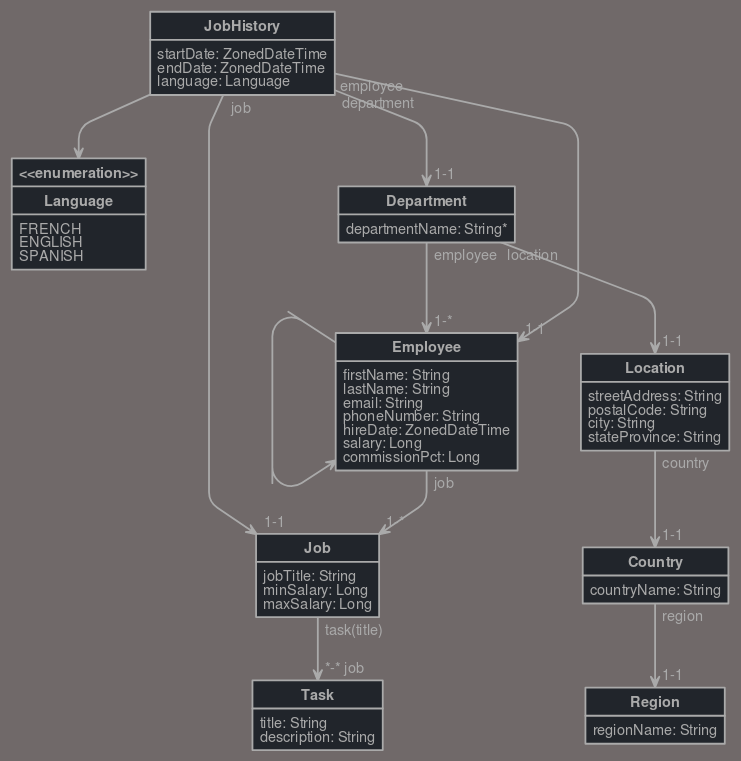 JobHistory
startDate: ZonedDateTime
endDate: ZonedDateTime
language: Language
employee
department
job
<<enumeration>>
Language
FRENCH
ENGLISH
SPANISH
1-1
Department
departmentName: String*
employee
location
1-*
1-1
Employee
firstName: String
lastName: String
email: String
phoneNumber: String
hireDate: ZonedDateTime
salary: Long
commissionPct: Long
1-1
Location
streetAddress: String
postalCode: String
city: String
stateProvince: String
country
job
1-1
1-*
Job
jobTitle: String
minSalary: Long
maxSalary: Long
1-1
Country
countryName: String
region
task(title)
*-* job
Task
title: String
description: String
1-1
Region
regionName: String